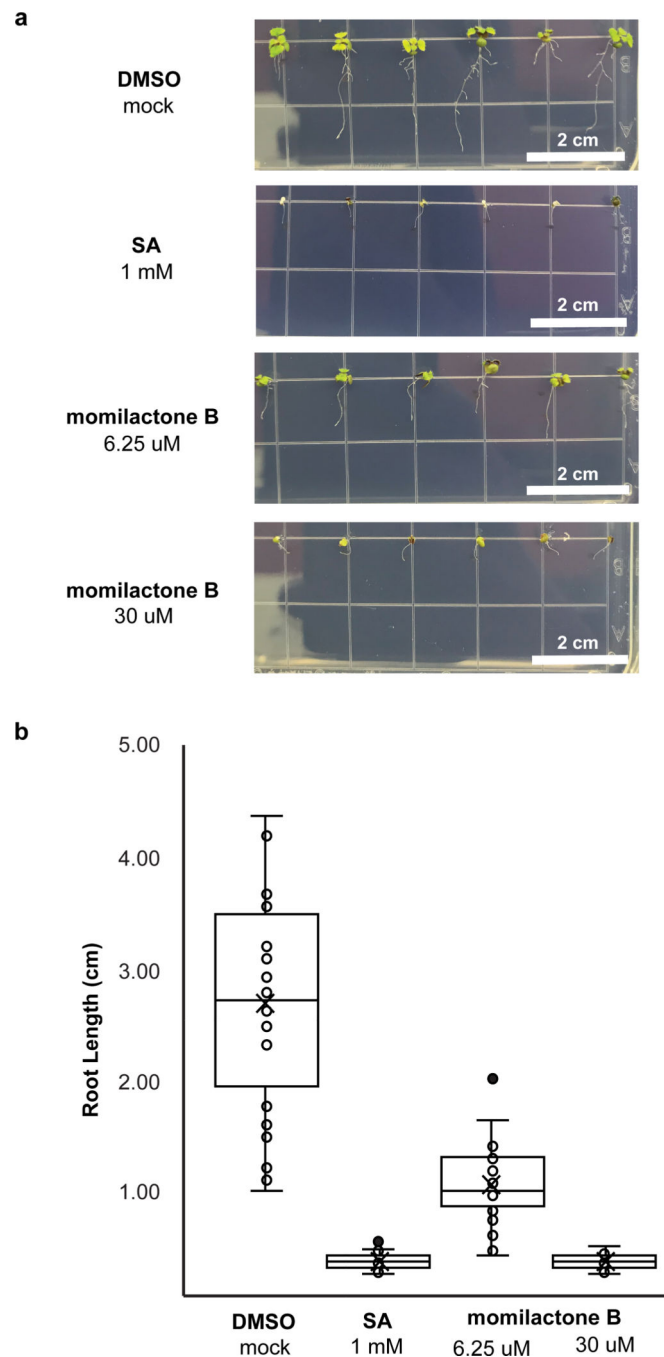 a
DMSO
mock
2 cm
SA
1 mM
2 cm
momilactone B
6.25 uM
2 cm
momilactone B
30 uM
2 cm
b
5.00
4.00
3.00
2.00
1.00
Root Length (cm)
DMSO
mock
SA
1 mM
momilactone B
6.25 uM
30 uM